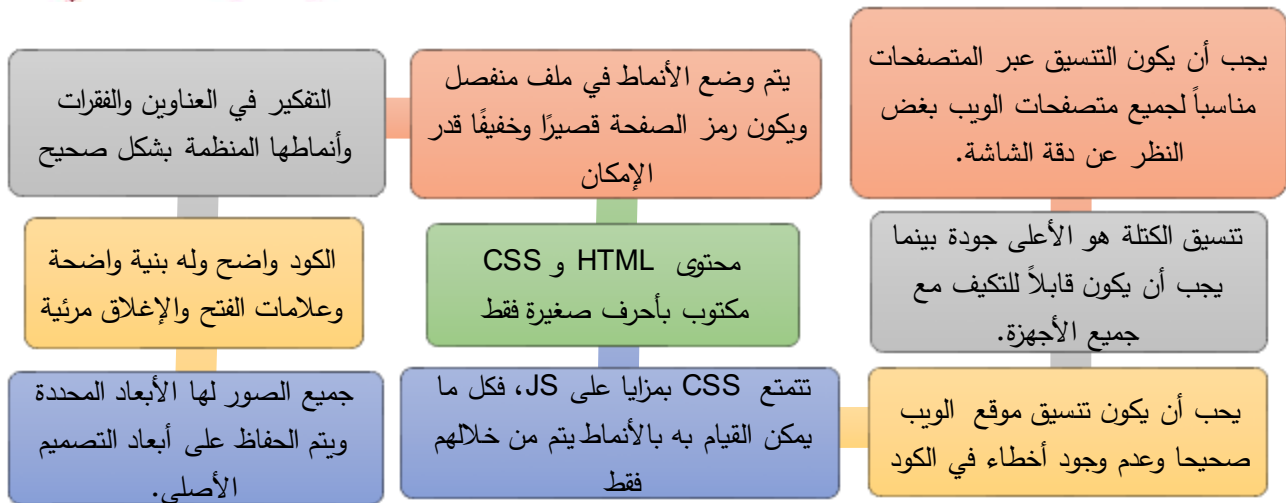 يجب أن يكون التنسيق عبر المتصفحات
مناسباً لجميع متصفحات الويب بغض
النظر عن دقة الشاشة.
تنسيق الكتلة هو الأعلى جودة بينما
يجب أن يكون قابلاً للتكيف مع
جميع الأجهزة.
يحب أن يكون تنسيق موقع الويب
صحيحا وعدم وجود أخطاء في الكود
تتمتع CSS بمزايا على JS، فكل ما
يمكن القيام به بالأنماط يتم من خلالهم
فقط
محتوى HTML و CSS
مكتوب بأحرف صغيرة فقط
يتم وضع الأنماط في ملف منفصل
ويكون رمز الصفحة قصيرًا وخفيفًا قدر
الإمكان
التفكير في العناوين والفقرات
وأنماطها المنظمة بشكل صحيح
الكود واضح وله بنية واضحة
وعلامات الفتح والإغلاق مرئية
جميع الصور لها الأبعاد المحددة
ويتم الحفاظ على أبعاد التصميم
الأصلي.